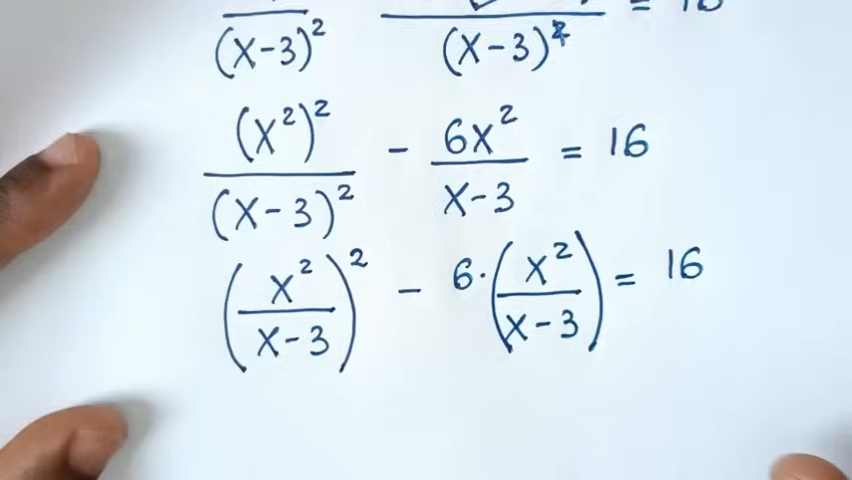 (x-3)² (x-3)² = 16
(x²)² / (x-3)² - 6x² / x-3 = 16
(x² / x-3)² - 6·(x² / x-3) = 16